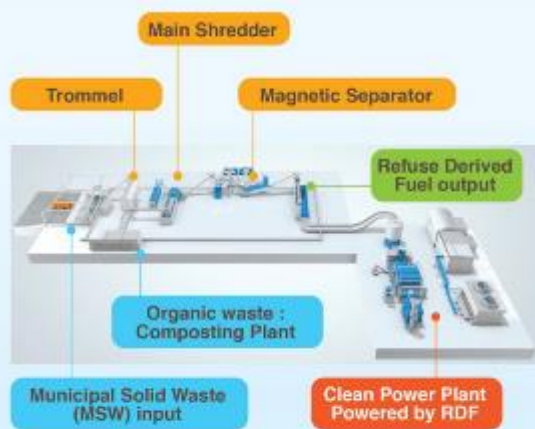 Main Shredder
Trommel
Magnetic Separator
Refuse Derived
Fuel output
Organic waste :
Composting Plant
Municipal Solid Waste
(MSW) input
Clean Power Plant
Powered by RDF